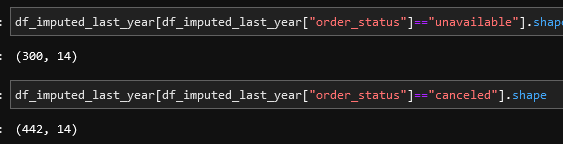 : df_imputed_last_year[df_imputed_last_year["order_status"]=="unavailable"].shape
: (300, 14)
: df_imputed_last_year[df_imputed_last_year["order_status"]=="canceled"].shape
: (442, 14)